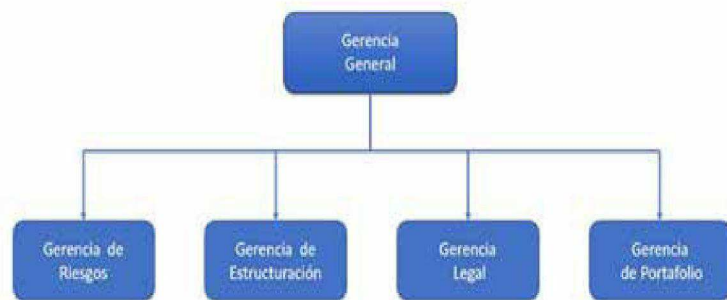 Gerencia
General
Gerencia de
Riesgos
Gerencia de
Estructuración
Gerencia
Legal
Gerencia
de Portafolio